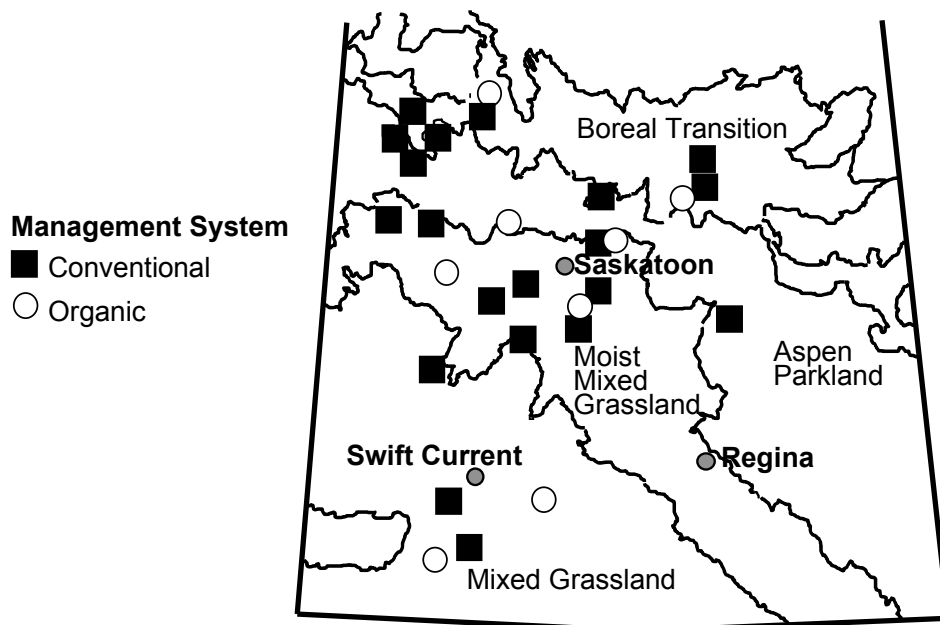 Management System
Conventional
Organic
Boreal Transition
Saskatoon
Moist
Mixed
Grassland
Aspen
Parkland
Swift Current
Regina
Mixed Grassland